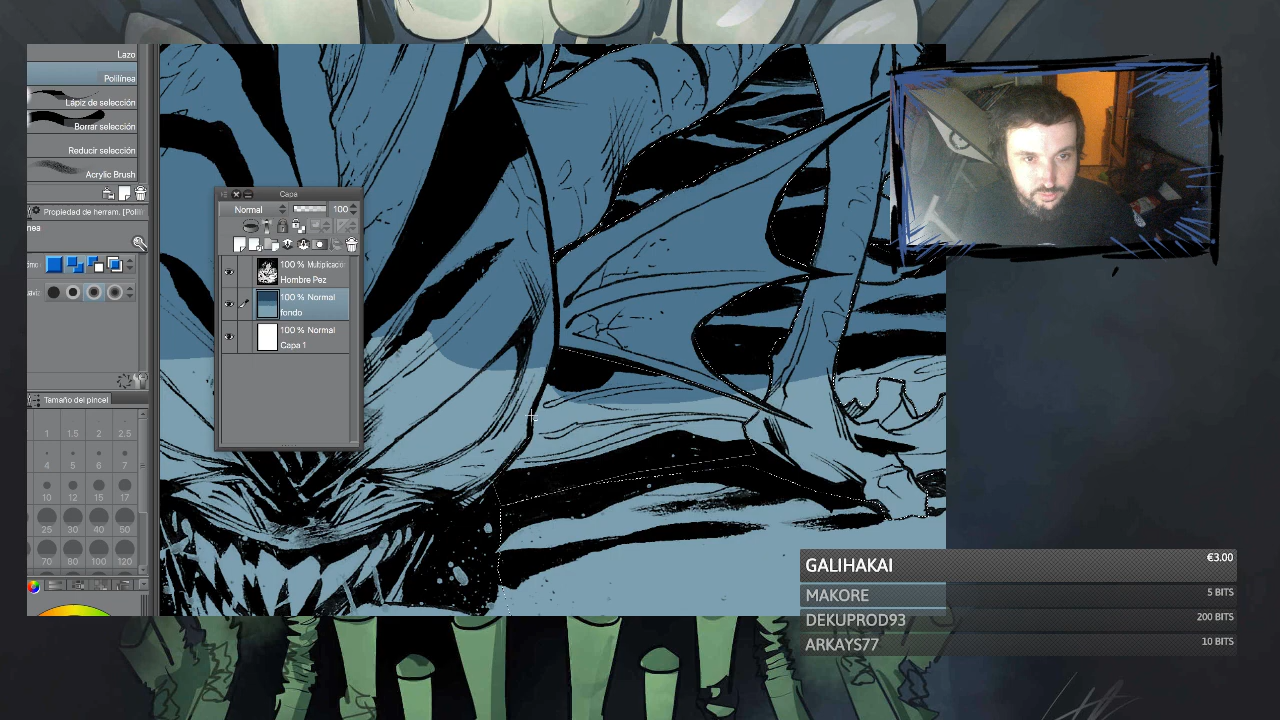 Lazo
Polilínea
Lápiz de selección
Borrar selección
Reducir selección
Acrylic Brush
Propiedad de herram. [Poli
nea
Tamaño del pincel
1 1.5 2 2.5
4 5 6 7
10 12 15 17
25 30 40 50
70 80 100 120
Capa
Normal 100
100 % Multiplicació
Hombre Pez
100 % Normal
fondo
100 % Normal
Capa 1
GALIHAKAI €3.00
MAKORE 5 BITS
DEKUPROD93 200 BITS
ARKAYS77 10 BITS